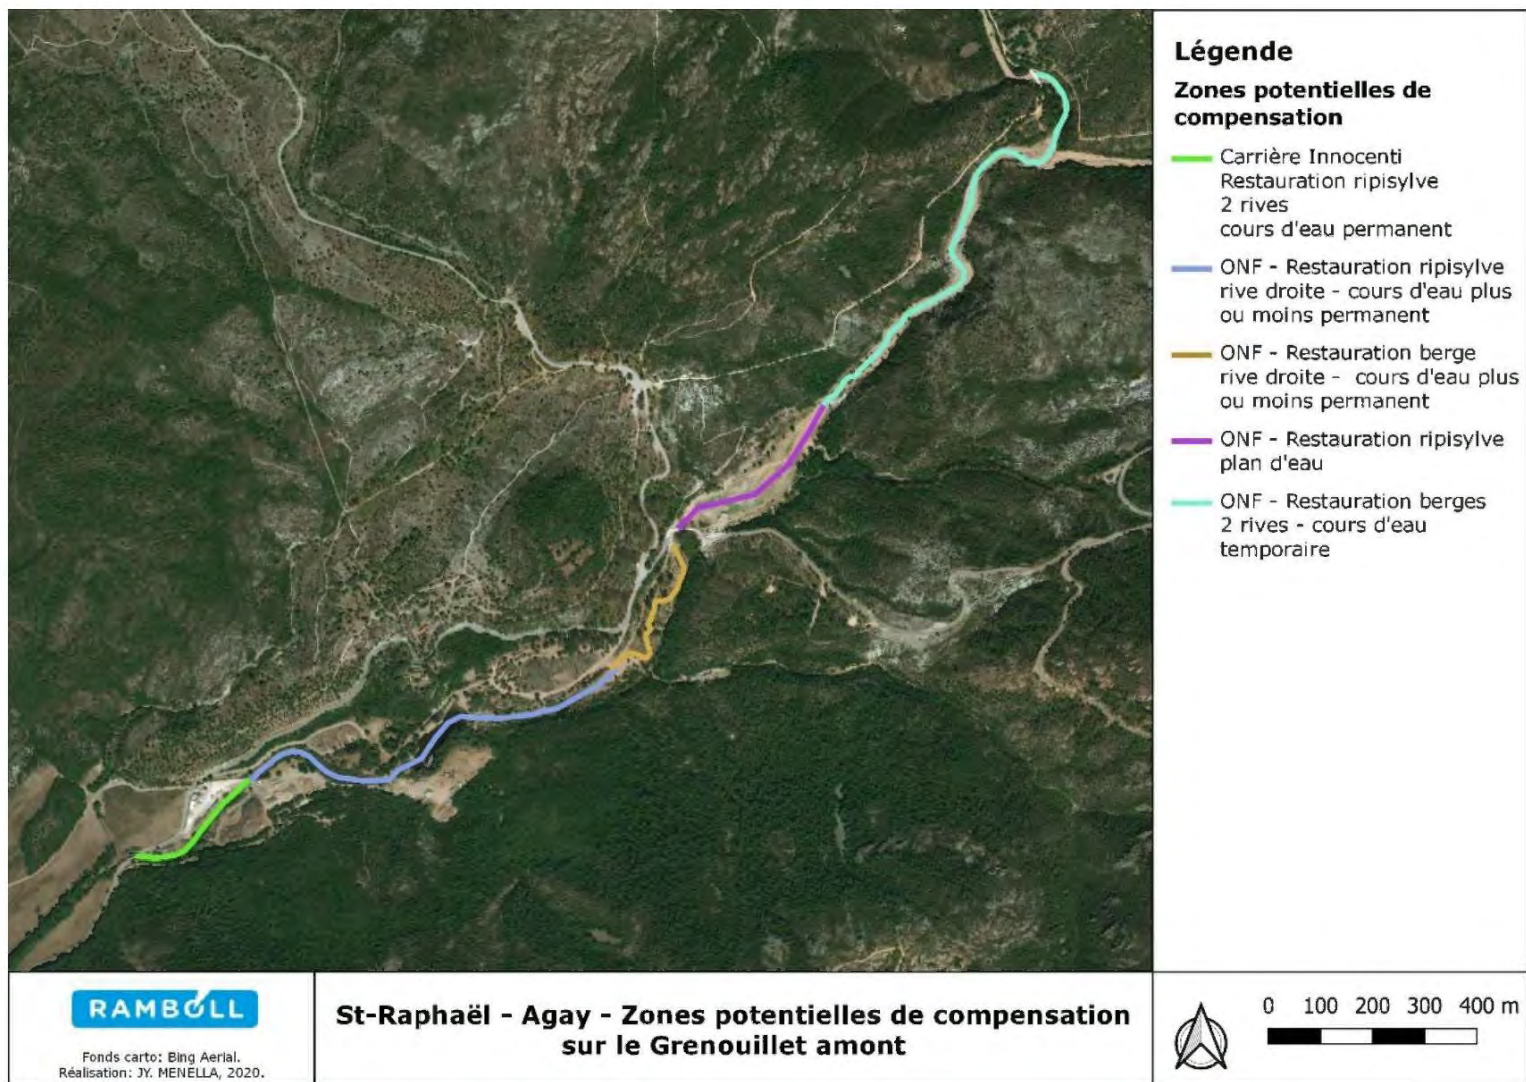 Légende
Zones potentielles de
compensation
Carrière Innocenti
Restauration ripisylve
2 rives
cours d'eau permanent
ONF - Restauration ripisylve
rive droite - cours d'eau plus
ou moins permanent
ONF - Restauration berge
rive droite - cours d'eau plus
ou moins permanent
ONF - Restauration ripisylve
plan d'eau
ONF - Restauration berges
2 rives - cours d'eau
temporaire
RAMBOLL
Fonds carto: Bing Aerial.
Réalisation: JY. MENELLA, 2020.
St-Raphaël - Agay - Zones potentielles de compensation
sur le Grenouillet amont
0 100 200 300 400 m